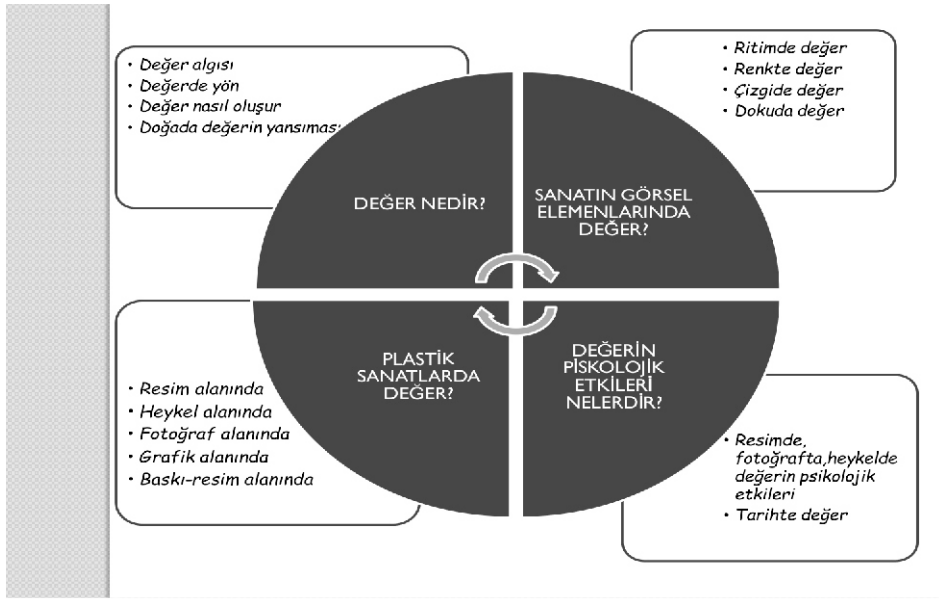 • Değer algısı
• Değerde yön
• Değer nasıl oluşur
• Doğada değerin yansıması
• Ritimde değer
• Renkte değer
• Çizgide değer
• Dokuda değer
DEĞER NEDİR?
SANATIN GÖRSEL
ELEMENLARINDA
DEĞER?
PLASTİK
SANATLARDA
DEĞER?
DEĞERİN
PİSKOLOJİK
ETKİLERİ
NELERDİR?
• Resim alanında
• Heykel alanında
• Fotoğraf alanında
• Grafik alanında
• Baskı-resim alanında
• Resimde,
fotoğrafta,heykelde
değerin psikolojik
etkileri
• Tarihte değer